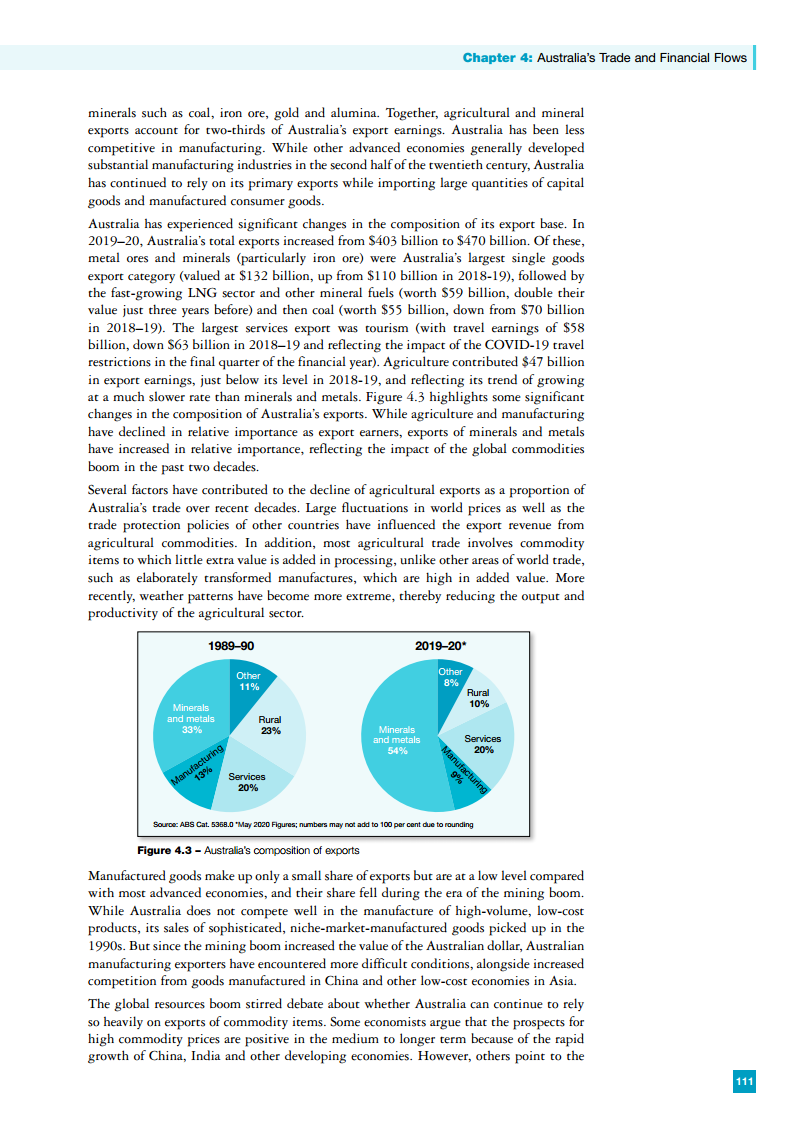 Chapter 4: Australia's Trade and Financial Flows
minerals such as coal, iron ore, gold and alumina. Together, agricultural and mineral
exports account for two-thirds of Australia's export earnings. Australia has been less
competitive in manufacturing. While other advanced economies generally developed
substantial manufacturing industries in the second half of the twentieth century, Australia
has continued to rely on its primary exports while importing large quantities of capital
goods and manufactured consumer goods.
Australia has experienced significant changes in the composition of its export base. In
2019–20, Australia's total exports increased from $403 billion to $470 billion. Of these,
metal ores and minerals (particularly iron ore) were Australia's largest single goods
export category (valued at $132 billion, up from $110 billion in 2018-19), followed by
the fast-growing LNG sector and other mineral fuels (worth $59 billion, double their
value just three years before) and then coal (worth $55 billion, down from $70 billion
in 2018–19). The largest services export was tourism (with travel earnings of $58
billion, down $63 billion in 2018–19 and reflecting the impact of the COVID-19 travel
restrictions in the final quarter of the financial year). Agriculture contributed $47 billion
in export earnings, just below its level in 2018-19, and reflecting its trend of growing
at a much slower rate than minerals and metals. Figure 4.3 highlights some significant
changes in the composition of Australia's exports. While agriculture and manufacturing
have declined in relative importance as export earners, exports of minerals and metals
have increased in relative importance, reflecting the impact of the global commodities
boom in the past two decades.
Several factors have contributed to the decline of agricultural exports as a proportion of
Australia's trade over recent decades. Large fluctuations in world prices as well as the
trade protection policies of other countries have influenced the export revenue from
agricultural commodities. In addition, most agricultural trade involves commodity
items to which little extra value is added in processing, unlike other areas of world trade,
such as elaborately transformed manufactures, which are high in added value. More
recently, weather patterns have become more extreme, thereby reducing the output and
productivity of the agricultural sector.
1989–90
Other
11%
Rural
23%
Services
20%
Manufacturing
13%
Minerals
and metals
33%
2019–20*
Other
8%
Rural
10%
Services
20%
Manufacturing
9%
Minerals
and metals
54%
Source: ABS Cat. 5368.0 *May 2020 Figures; numbers may not add to 100 per cent due to rounding
Figure 4.3 – Australia's composition of exports
Manufactured goods make up only a small share of exports but are at a low level compared
with most advanced economies, and their share fell during the era of the mining boom.
While Australia does not compete well in the manufacture of high-volume, low-cost
products, its sales of sophisticated, niche-market-manufactured goods picked up in the
1990s. But since the mining boom increased the value of the Australian dollar, Australian
manufacturing exporters have encountered more difficult conditions, alongside increased
competition from goods manufactured in China and other low-cost economies in Asia.
The global resources boom stirred debate about whether Australia can continue to rely
so heavily on exports of commodity items. Some economists argue that the prospects for
high commodity prices are positive in the medium to longer term because of the rapid
growth of China, India and other developing economies. However, others point to the
111